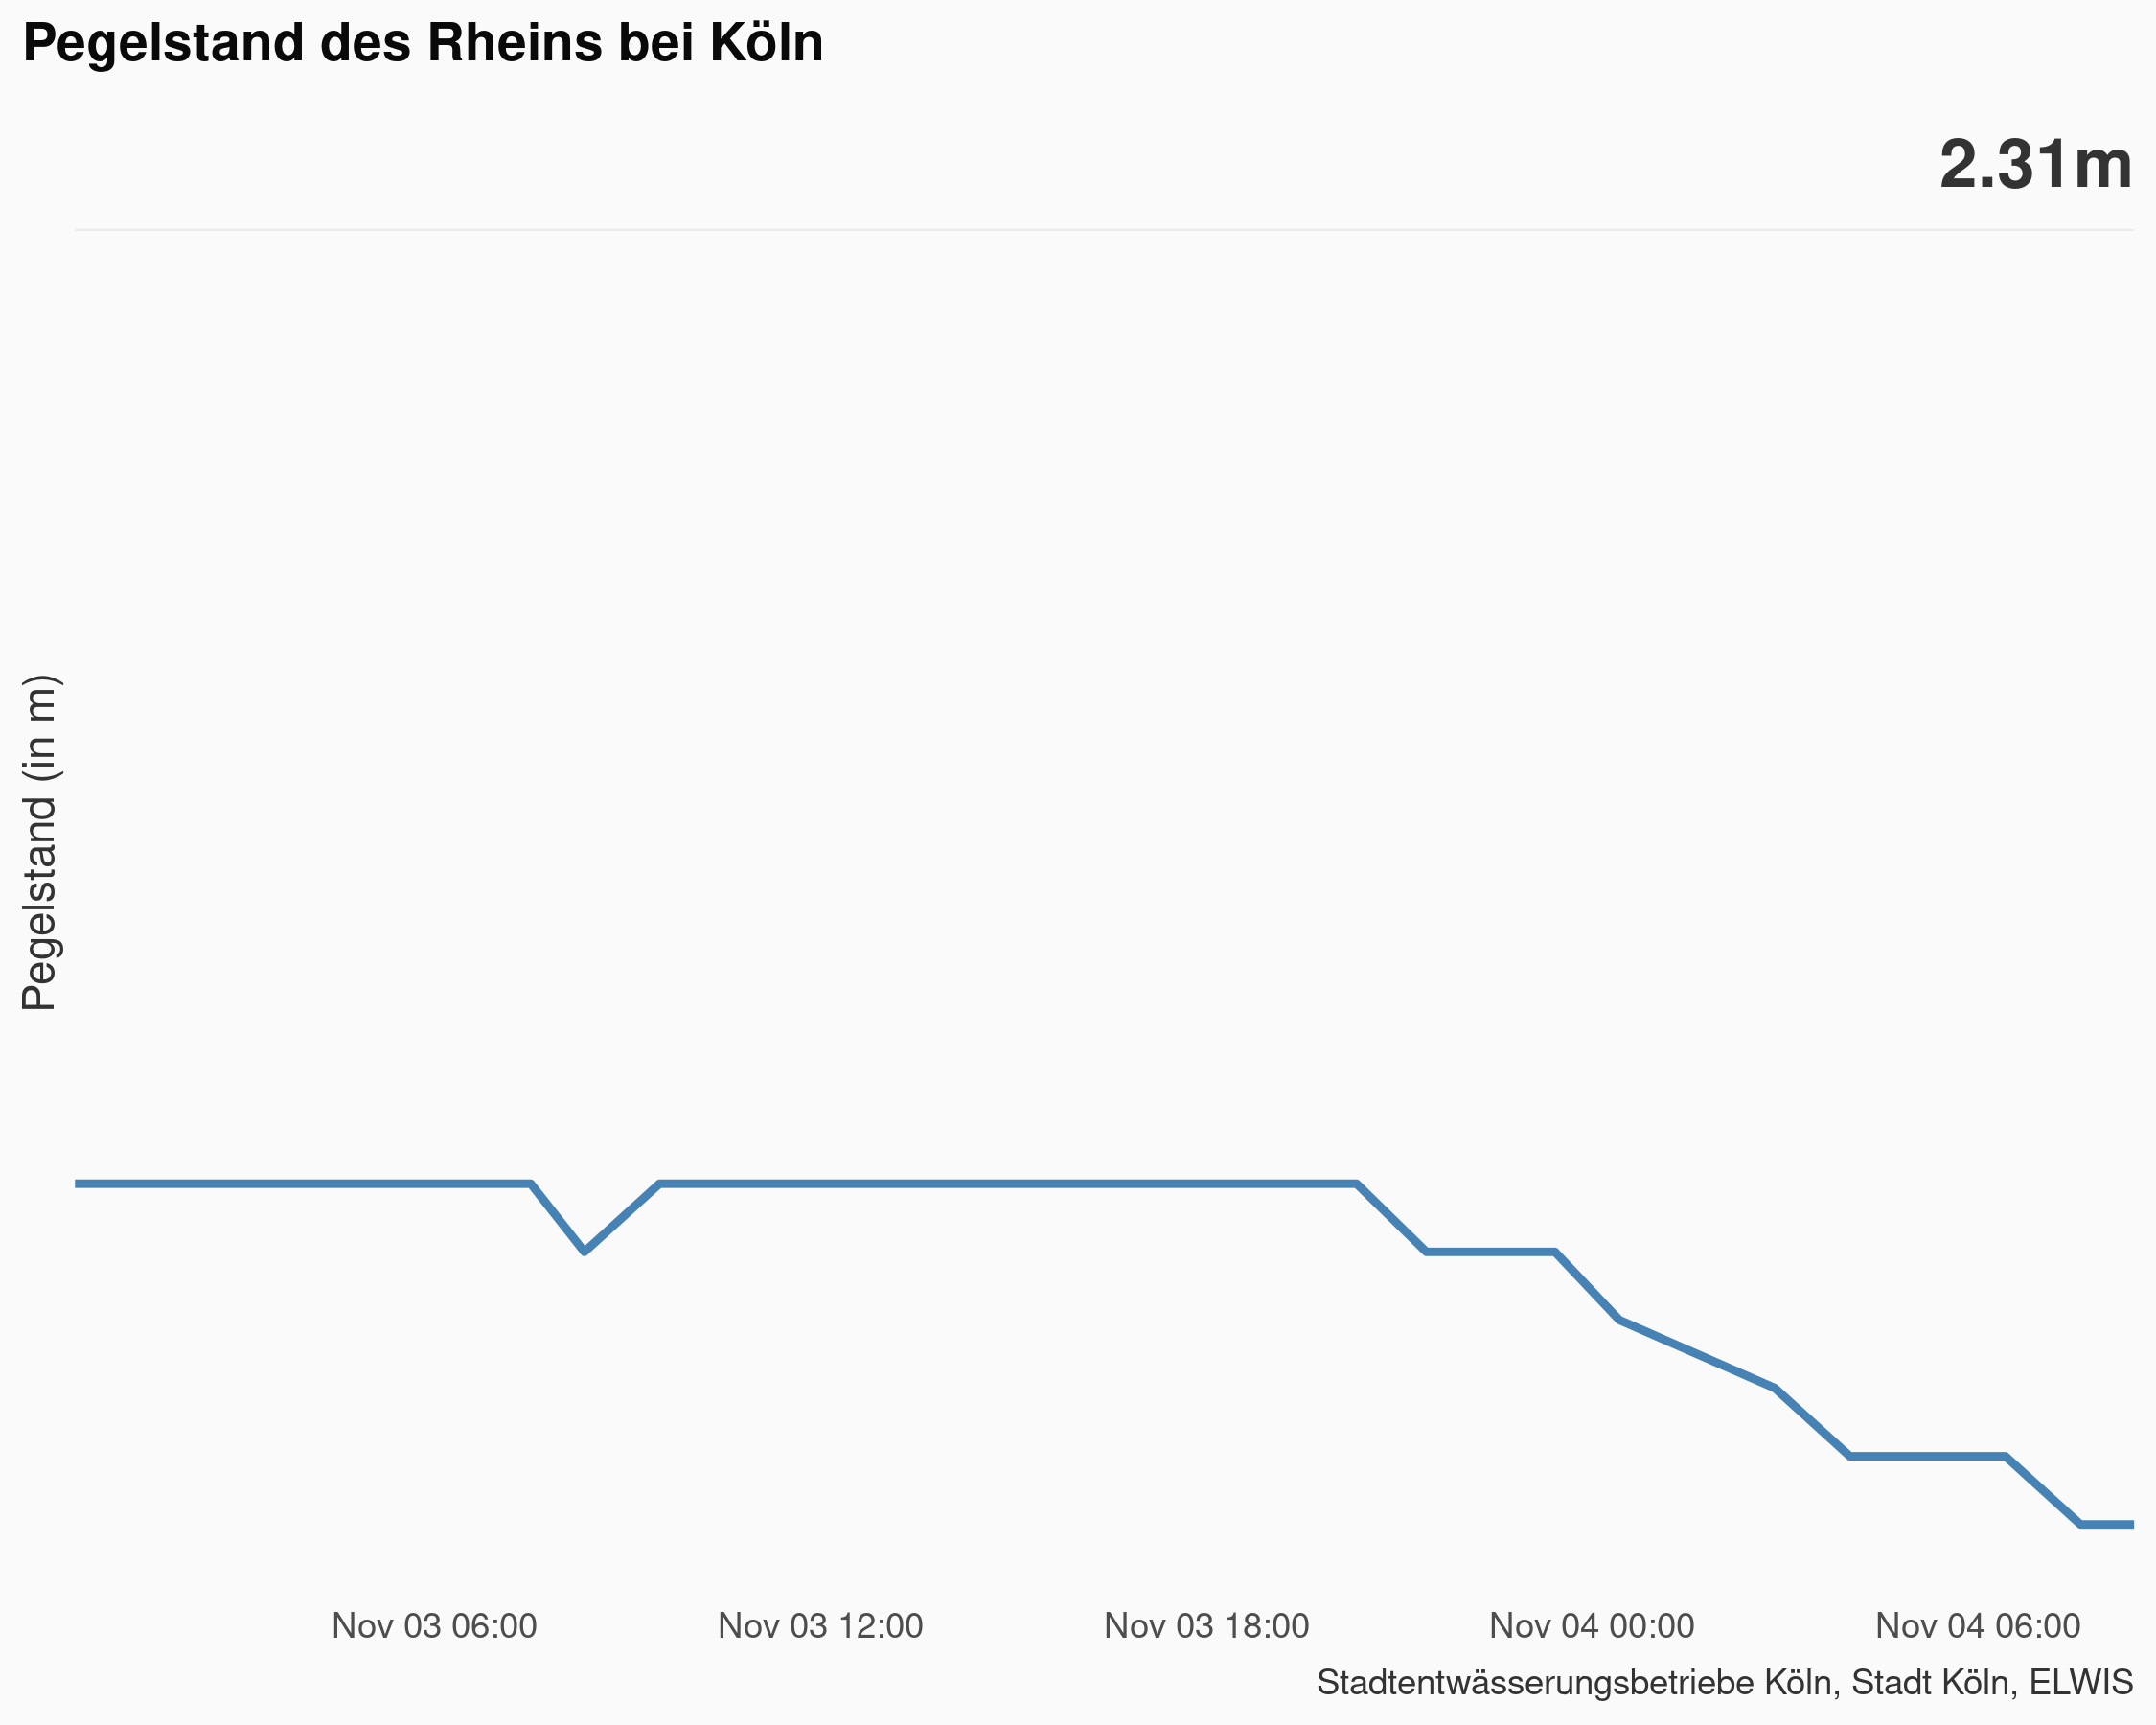 Pegelstand des Rheins bei Köln
2.31m
Pegelstand (in m)
Nov 03 06:00 Nov 03 12:00 Nov 03 18:00 Nov 04 00:00 Nov 04 06:00
Stadtentwässerungsbetriebe Köln, Stadt Köln, ELWIS